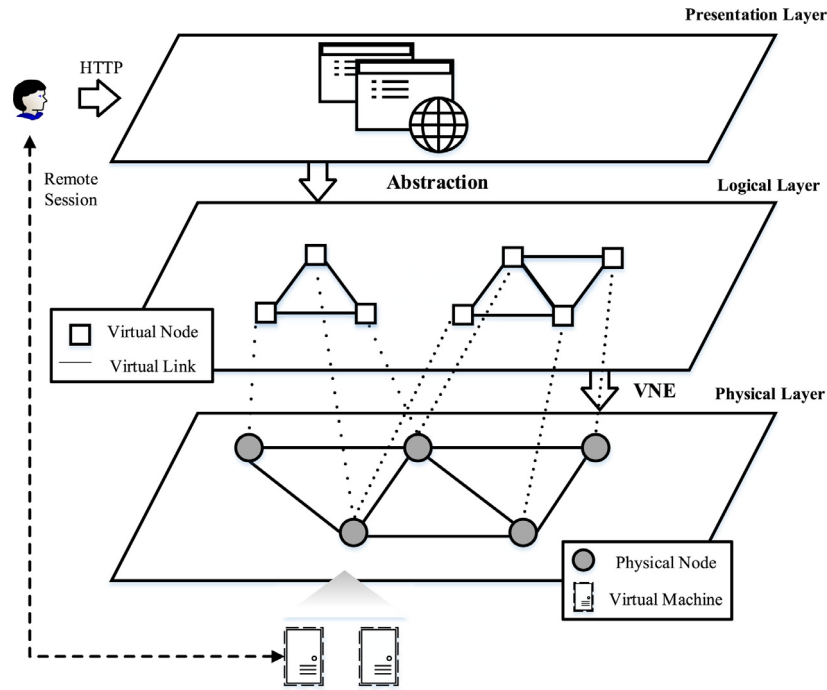 Presentation Layer
HTTP
Remote
Session
Abstraction
Logical Layer
Virtual Node
Virtual Link
VNE
Physical Layer
Physical Node
Virtual Machine